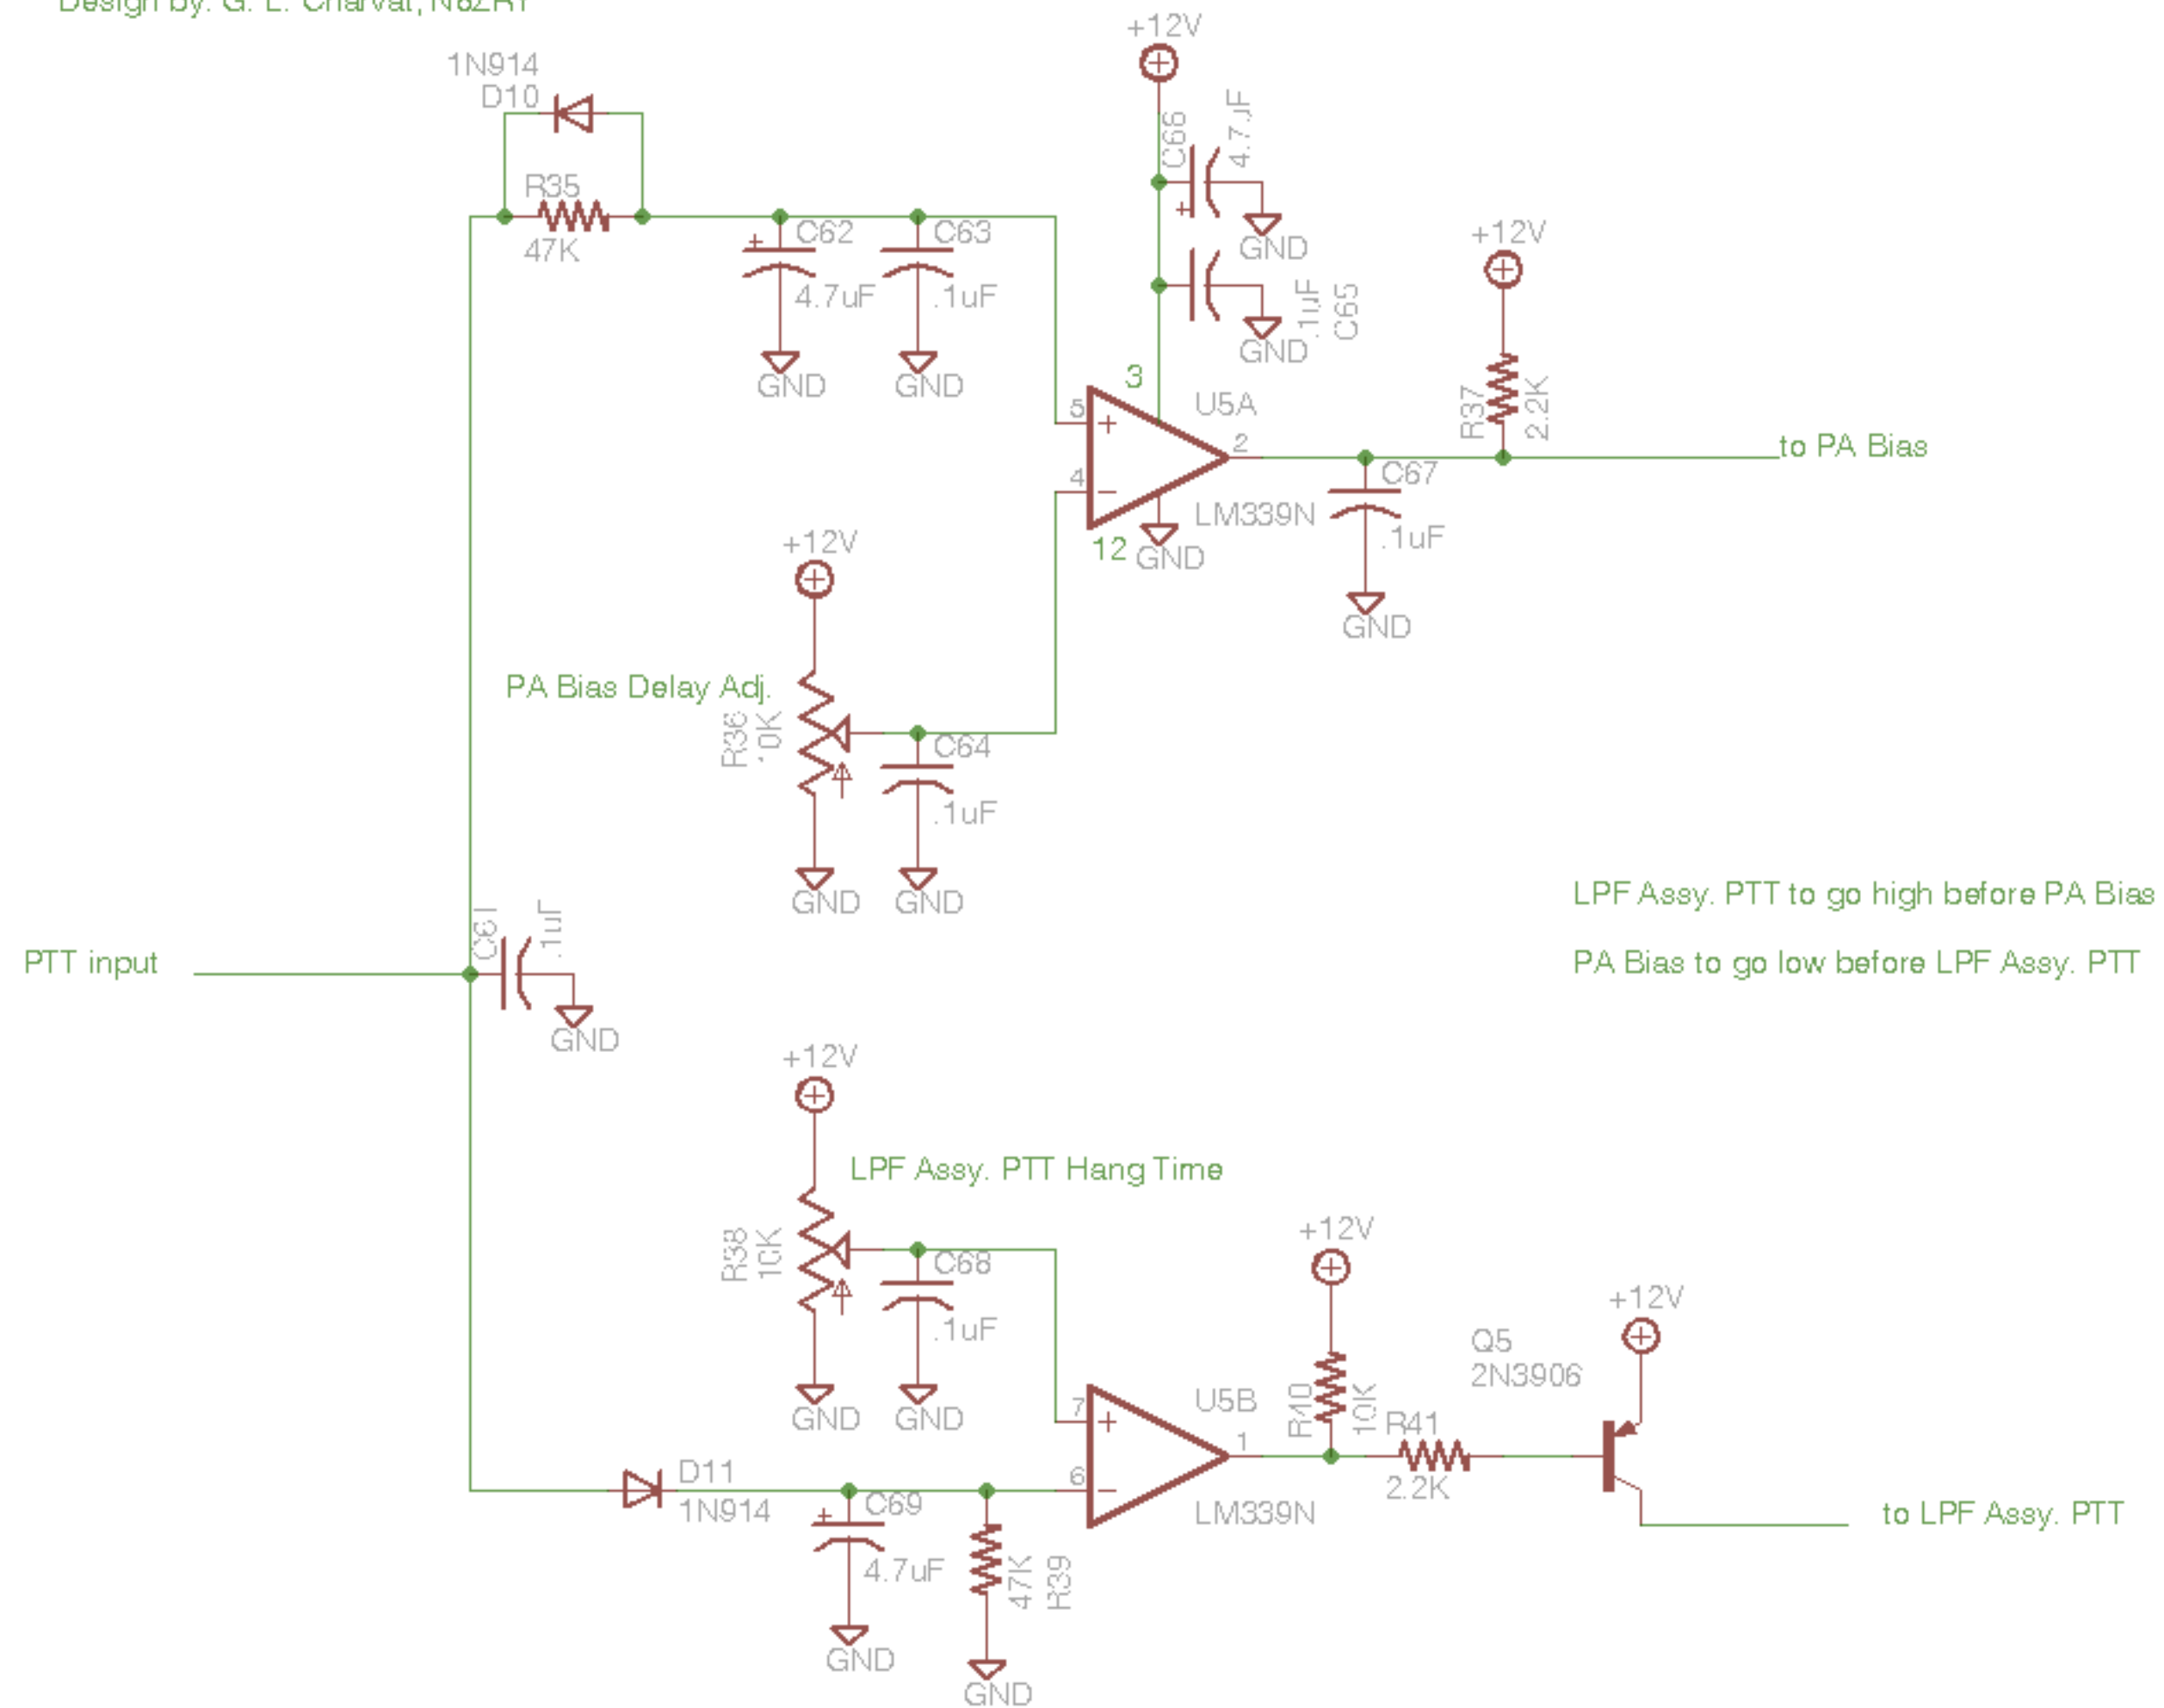 1N914
D10
R35
47K
C62
4.7uF
GND
C63
.1uF
GND
+12V
C66
4.7uF
GND
.1uF
C65
GND
3
5
+
4
-
U5A
2
LM339N
12
GND
+12V
R37
2.2K
to PA Bias
C67
.1uF
GND
+12V
PA Bias Delay Adj.
R36
GND
C64
.1uF
GND
LPF Assy. PTT to go high before PA Bias
PA Bias to go low before LPF Assy. PTT
PTT input
C61
.1uF
GND
+12V
LPF Assy. PTT Hang Time
R38
10K
GND
C68
.1uF
GND
7
+
6
-
U5B
1
LM339N
+12V
R40
10K
R41
2.2K
Q5
2N3906
+12V
to LPF Assy. PTT
D11
1N914
C69
4.7uF
GND
47K
R39
GND